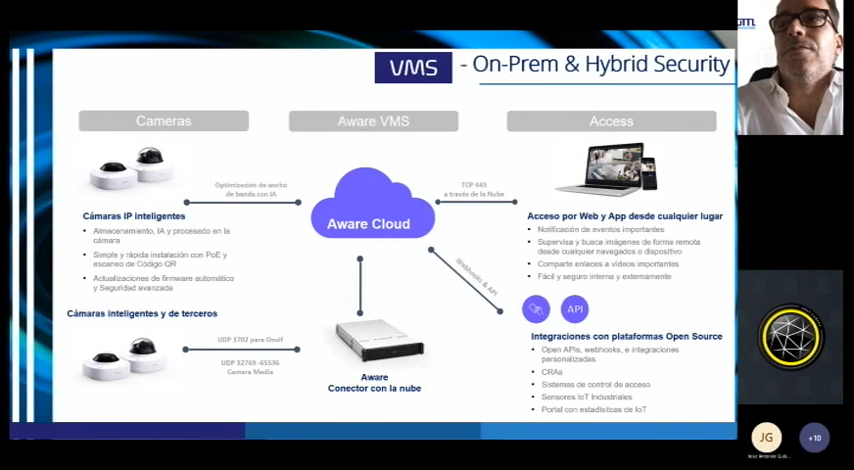 VMS - On-Prem & Hybrid Security
Cameras
Aware VMS
Access
Optimización de ancho
de banda con IA
TCP 443
a través de la Nube
Aware Cloud
Cámaras IP inteligentes
• Almacenamiento, IA y procesado en la
cámara
• Simple y rápida instalación con PoE y
escaneo de Código QR
• Actualizaciones de firmware automático
y Seguridad avanzada
Acceso por Web y App desde cualquier lugar
• Notificación de eventos importantes
• Supervisa y busca imágenes de forma remota
desde cualquier navegados o dispositivo
• Comparte enlaces a vídeos importantes
• Fácil y seguro interna y externamente
Webhooks & API
API
Cámaras inteligentes y de terceros
UDP 3702 para Onvif
UDP 32769 -65536
Camera Media
Aware
Conector con la nube
Integraciones con plataformas Open Source
• Open APIs, webhooks, e integraciones
personalizadas.
• CRAs
• Sistemas de control de acceso
• Sensores IoT Industriales
• Portal con estadísitcas de IoT
JG
+10